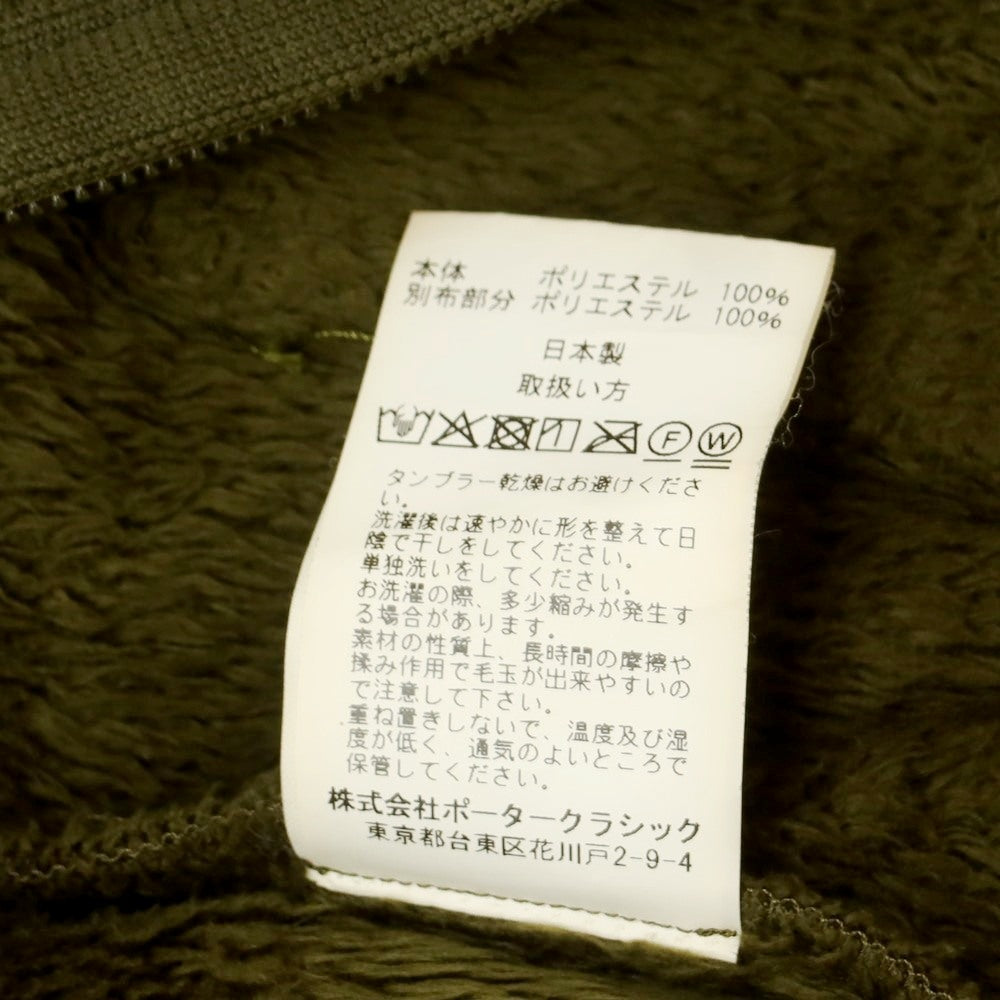 本体 ポリエステル 100%
別布部分 ポリエステル 100%
日本製
取扱い方
F W
タンブラー乾燥はお避けくださ
い。
洗濯後は速やかに形を整えて日
陰で干しをしてください。
単独洗いをしてください。
お洗濯の際、多少縮みが発生す
る場合があります。
素材の性質上、長時間の摩擦や
揉み作用で毛玉が出来やすいの
で注意して下さい。
重ね置きしないで、温度及び湿
度が低く、通気のよいところで
保管してください。
株式会社ポータークラシック
東京都台東区花川戸2-9-4